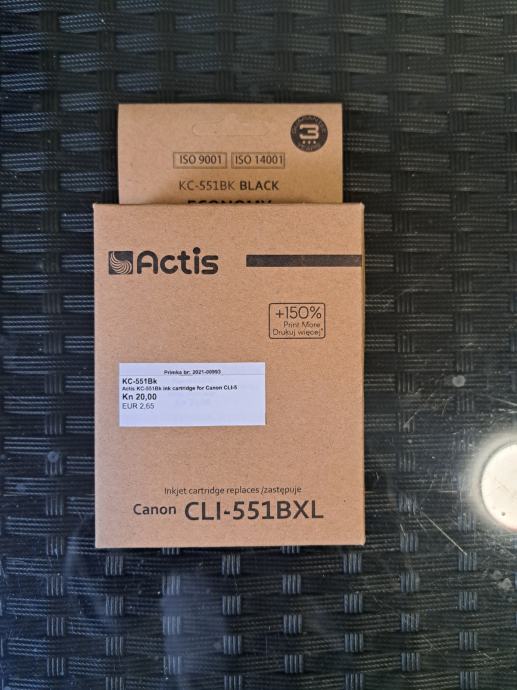 3
ISO 9001 ISO 14001
KC-551BK BLACK
ECONOMY
Actis
+150%
Print More
Drukuj więcej*
Primka br: 2021-00993
KC-551Bk
Actis KC-551Bk ink cartridge for Canon CLI-5
Kn 20,00
EUR 2,65
Inkjet cartridge replaces /zastępuje
Canon CLI-551BXL